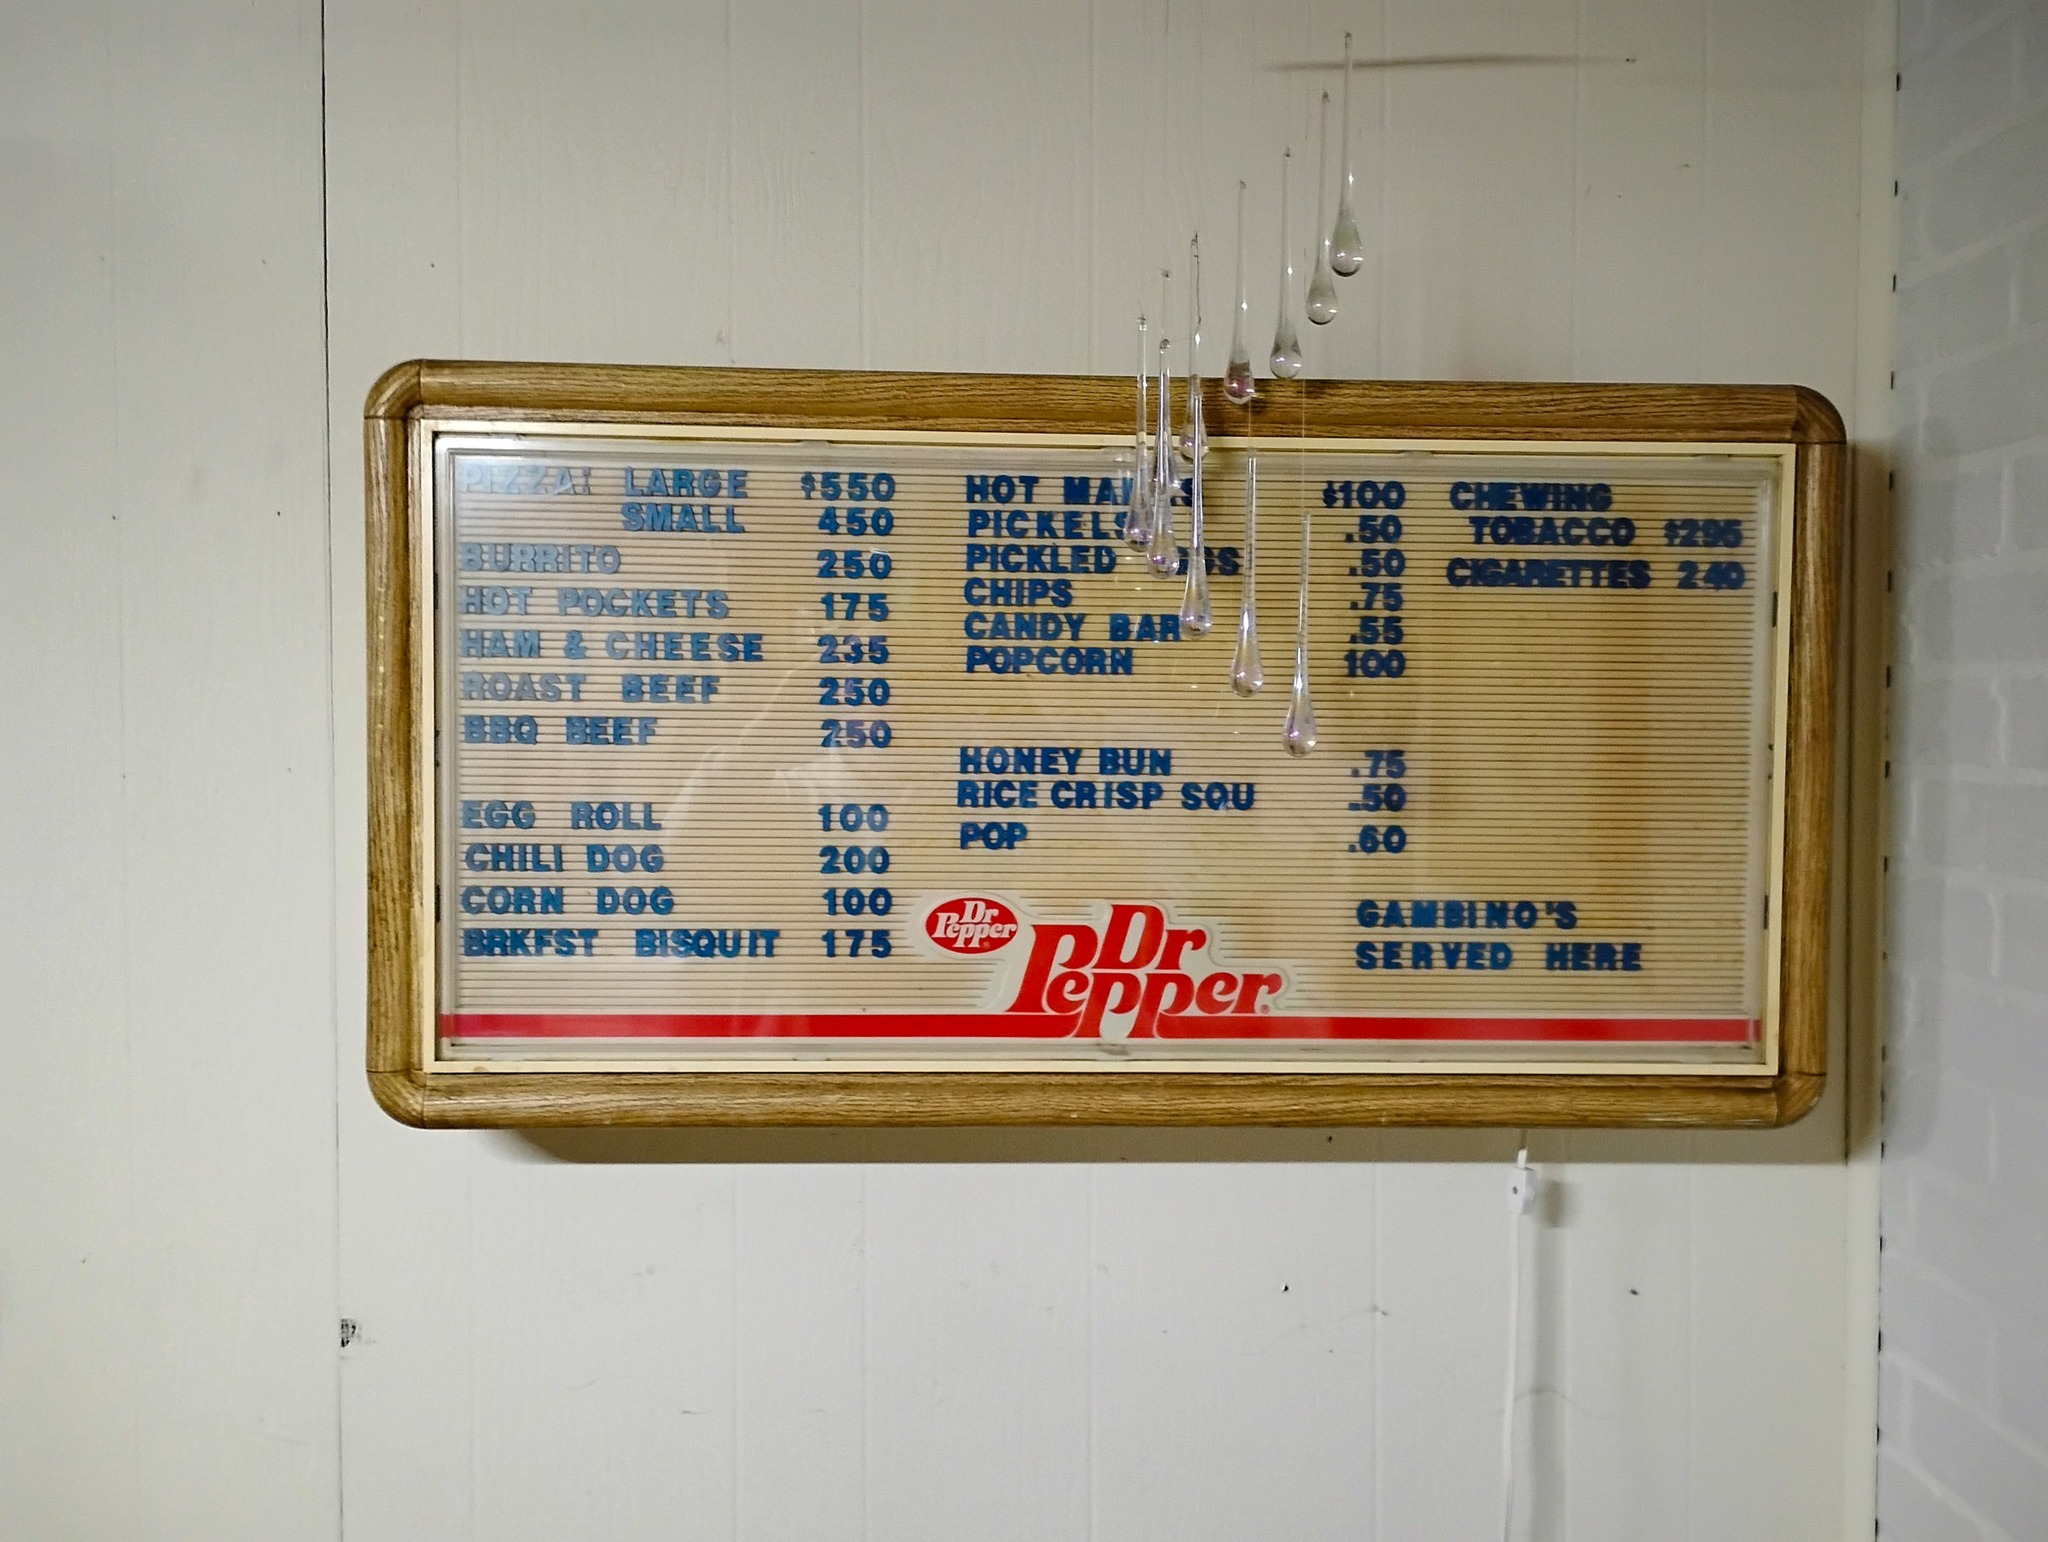 PIZZA: LARGE $550
SMALL 450
BURRITO 250
HOT POCKETS 175
HAM & CHEESE 235
ROAST BEEF 250
BBQ BEEF 250
EGG ROLL 100
CHILI DOG 200
CORN DOG 100
BRKFST BISQUIT 175
HOT $100
PICKELS .50
PICKLED .50
CHIPS .75
CANDY BAR .55
POPCORN 100
HONEY BUN .75
RICE CRISP SQU .50
POP .60
CHEWING
TOBACCO $295
CIGARETTES 240
GAMBINO'S
SERVED HERE
Dr
Pepper
Dr
Pepper